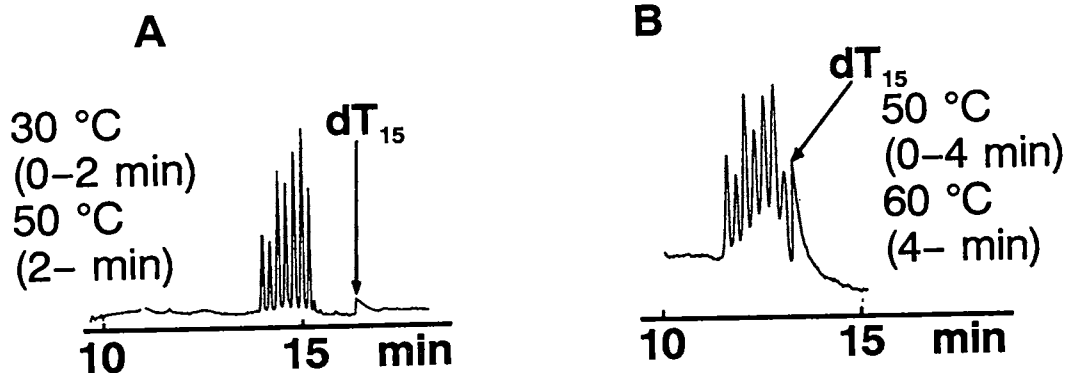 A
30 °C
(0–2 min)
50 °C
(2– min)
dT15
10 15 min
B
dT15
50 °C
(0–4 min)
60 °C
(4– min)
10 15 min